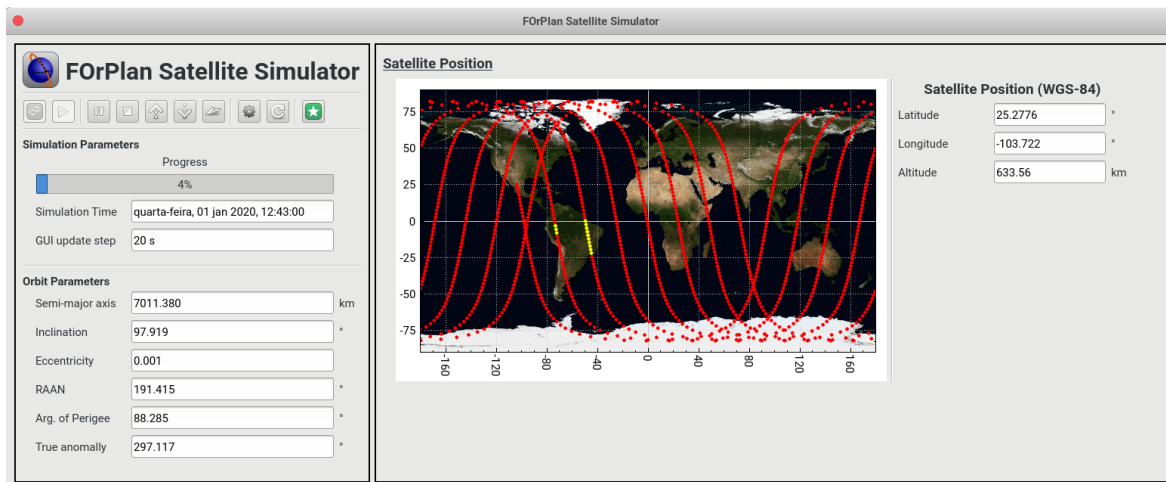 FOrPlan Satellite Simulator
FOrPlan Satellite Simulator
Simulation Parameters
Progress
4%
Simulation Time quarta-feira, 01 jan 2020, 12:43:00
GUI update step 20 s
Orbit Parameters
Semi-major axis 7011.380 km
Inclination 97.919 °
Eccentricity 0.001
RAAN 191.415 °
Arg. of Perigee 88.285 °
True anomally 297.117 °
Satellite Position
75
50
25
0
-25
-50
-75
-160 -120 -80 -40 0 40 80 120 160
Satellite Position (WGS-84)
Latitude 25.2776 °
Longitude -103.722 °
Altitude 633.56 km